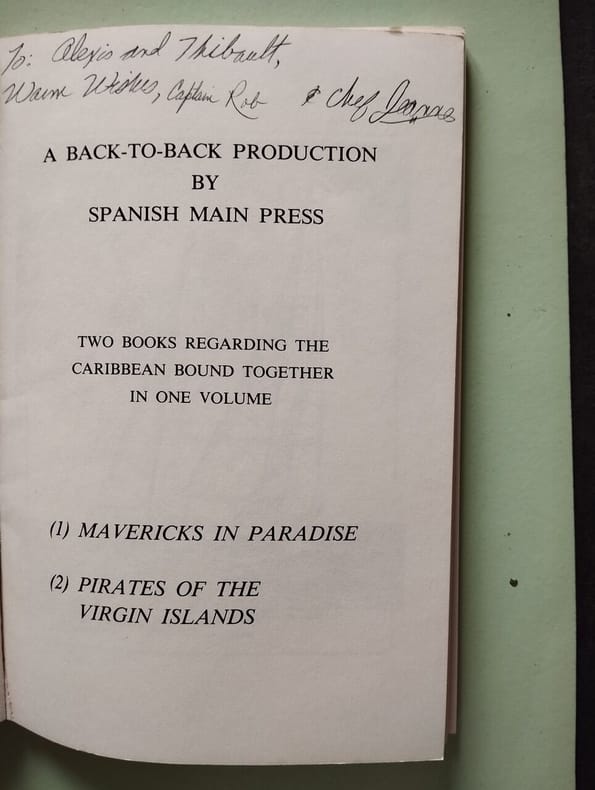 To: Alexis and Thibault,
Warm Wishes, Captain Rob & Chef
A BACK-TO-BACK PRODUCTION
BY
SPANISH MAIN PRESS
TWO BOOKS REGARDING THE
CARIBBEAN BOUND TOGETHER
IN ONE VOLUME
(1) MAVERICKS IN PARADISE
(2) PIRATES OF THE
VIRGIN ISLANDS